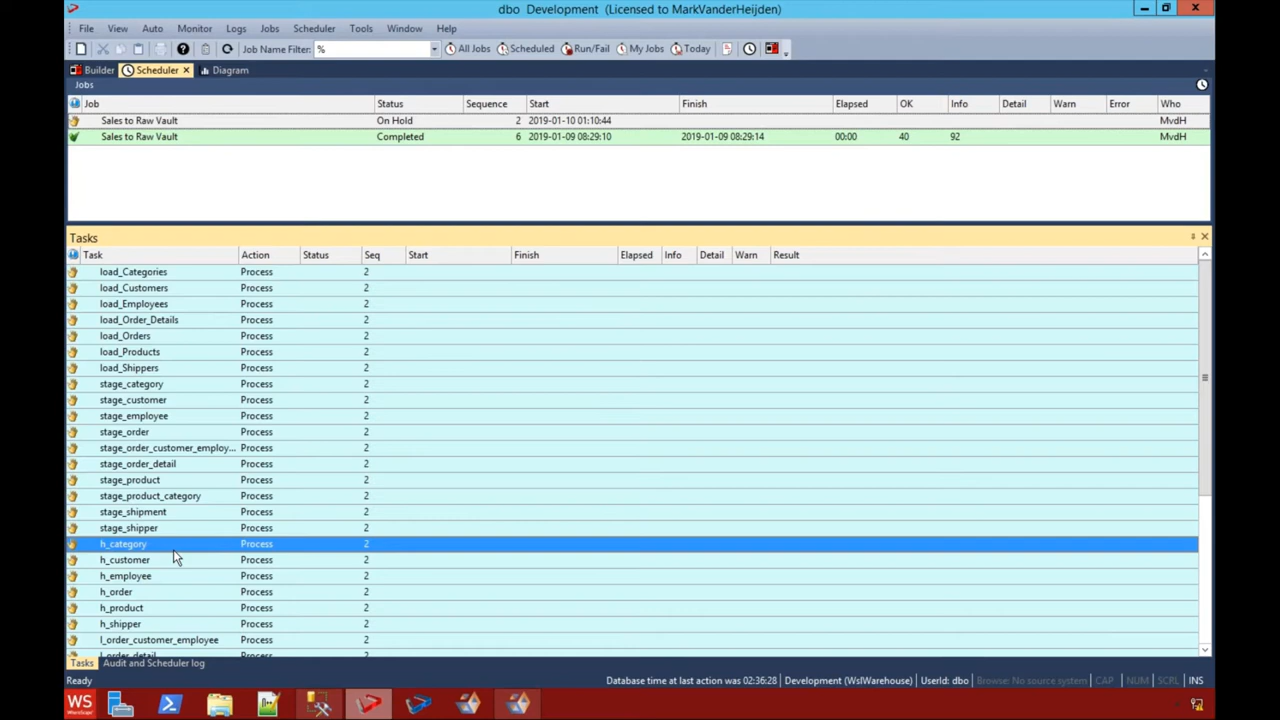 dbo Development (Licensed to MarkVanderHeijden)
File View Auto Monitor Logs Jobs Scheduler Tools Window Help
Job Name Filter: % All Jobs Scheduled Run/Fail My Jobs Today
Builder Scheduler Diagram
Jobs
Job Status Sequence Start Finish Elapsed OK Info Detail Warn Error Who
Sales to Raw Vault On Hold 2 2019-01-10 01:10:44 MvdH
Sales to Raw Vault Completed 6 2019-01-09 08:29:10 2019-01-09 08:29:14 00:00 40 92 MvdH
Tasks
Task Action Status Seq Start Finish Elapsed Info Detail Warn Result
load_Categories Process 2
load_Customers Process 2
load_Employees Process 2
load_Order_Details Process 2
load_Orders Process 2
load_Products Process 2
load_Shippers Process 2
stage_category Process 2
stage_customer Process 2
stage_employee Process 2
stage_order Process 2
stage_order_customer_employ... Process 2
stage_order_detail Process 2
stage_product Process 2
stage_product_category Process 2
stage_shipment Process 2
stage_shipper Process 2
h_category Process 2
h_customer Process 2
h_employee Process 2
h_order Process 2
h_product Process 2
h_shipper Process 2
l_order_customer_employee Process 2
l_order_detail Process 2
Tasks Audit and Scheduler log
Ready Database time at last action was 02:36:28 Development (WslWarehouse) UserId: dbo Browse: No source system CAP NUM SCRL INS
WS